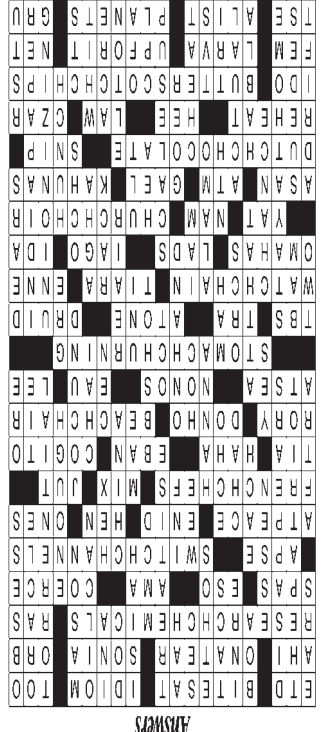 Answers
ETD BITESAT IDIOM TOO
AHI ONATEAR SONIA ORB
RESEARCHCHEMICALS RAS
SPAS ESO AMA COERCE
APSE SWITCHCHANNELS
ATPEACE ENID HEN ONES
FRENCHCHEFS MIX JUT
TIA HAHA EBAN COGITO
RORY DONHO BEACHCHAIR
ATSEA NONOS EAU LEE
STOMACHCHURNING
TBS TRA ATONE DRUID
WATCHCHAIN TIARA ENNE
OMAHAS LADS IAGO IDA
YAT NAM CHURCHCHOIR
ASAN ATM GAEL KAHUNAS
DUTCHCHOCOLATE SNIP
REHEAT HEE LAW CZAR
IDO BUTTERSCOTCHCHIPS
FEM LARVA UPFORIT NET
TSE ALIST PLANETS GRU